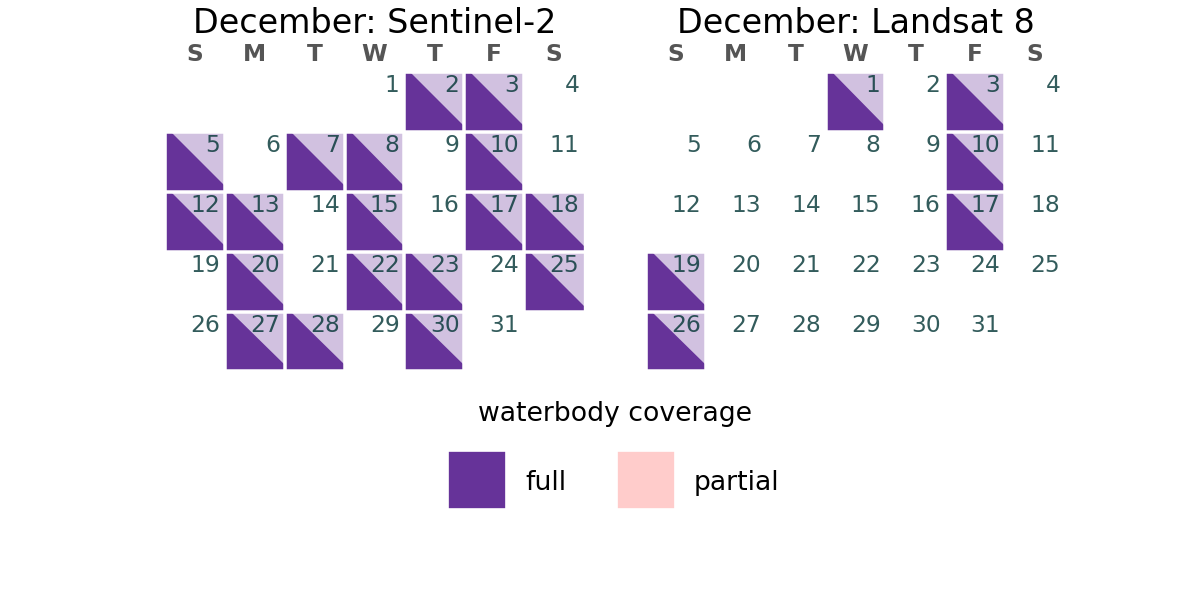 December: Sentinel-2
S M T W T F S
1 2 3 4
5 6 7 8 9 10 11
12 13 14 15 16 17 18
19 20 21 22 23 24 25
26 27 28 29 30 31
December: Landsat 8
S M T W T F S
1 2 3 4
5 6 7 8 9 10 11
12 13 14 15 16 17 18
19 20 21 22 23 24 25
26 27 28 29 30 31
waterbody coverage
full partial